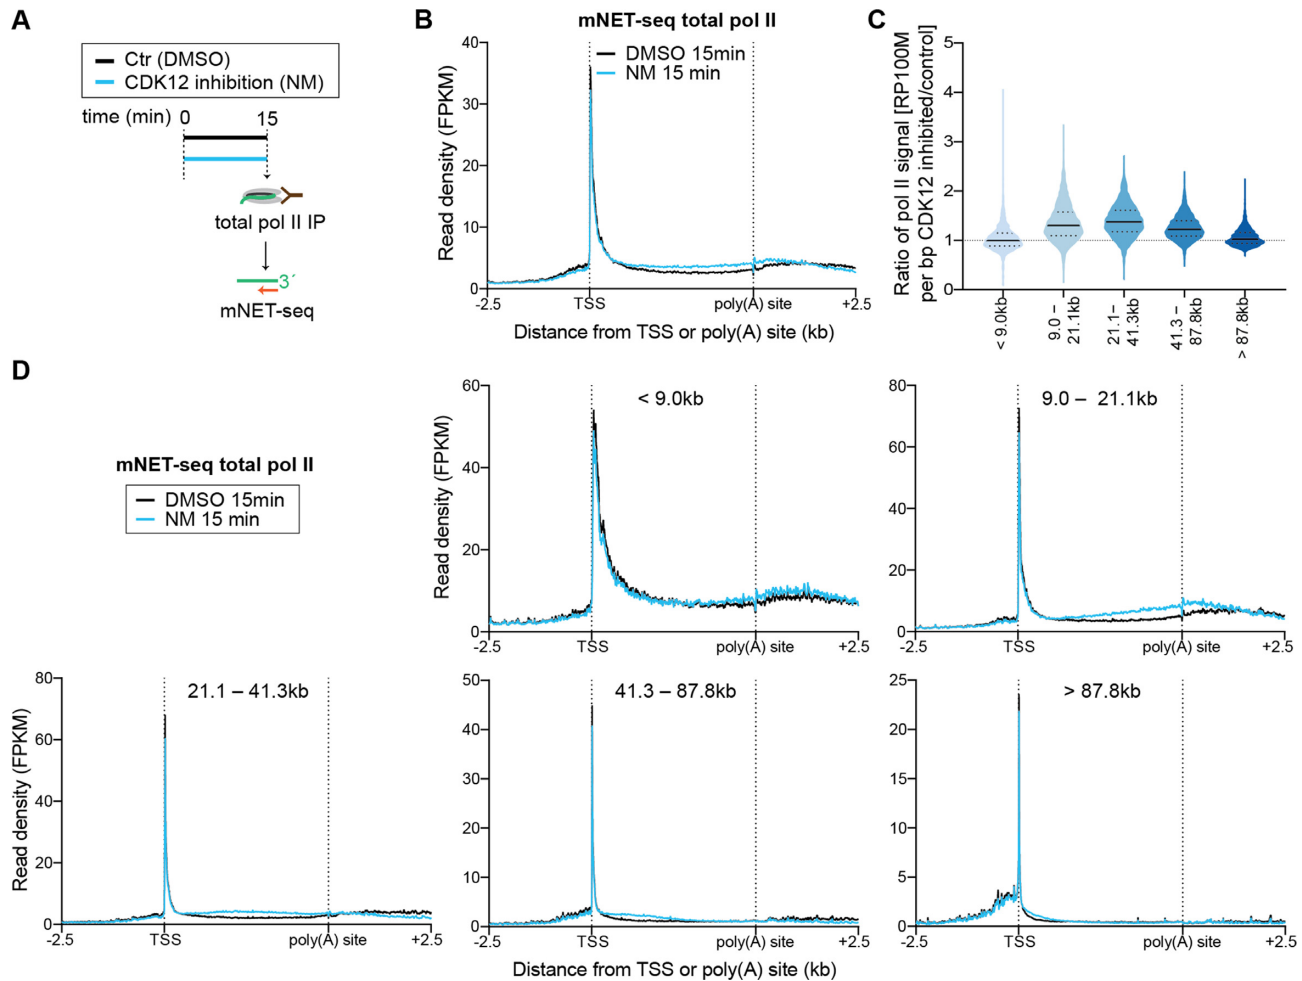 A
Ctr (DMSO)
CDK12 inhibition (NM)
time (min) 0 15
total pol II IP
3´
mNET-seq
B
mNET-seq total pol II
DMSO 15min
NM 15 min
Read density (FPKM)
40
30
20
10
0
-2.5 TSS poly(A) site +2.5
Distance from TSS or poly(A) site (kb)
C
Ratio of pol II signal [RP100M
per bp CDK12 inhibited/control]
5
4
3
2
1
0
< 9.0kb
9.0 –
21.1kb
21.1–
41.3kb
41.3 –
87.8kb
> 87.8kb
D
mNET-seq total pol II
DMSO 15min
NM 15 min
< 9.0kb
Read density (FPKM)
60
40
20
0
-2.5 TSS poly(A) site +2.5
9.0 – 21.1kb
80
60
40
20
0
-2.5 TSS poly(A) site +2.5
21.1 – 41.3kb
Read density (FPKM)
80
60
40
20
0
-2.5 TSS poly(A) site +2.5
41.3 – 87.8kb
50
40
30
20
10
0
-2.5 TSS poly(A) site +2.5
> 87.8kb
25
20
15
10
5
0
-2.5 TSS poly(A) site +2.5
Distance from TSS or poly(A) site (kb)